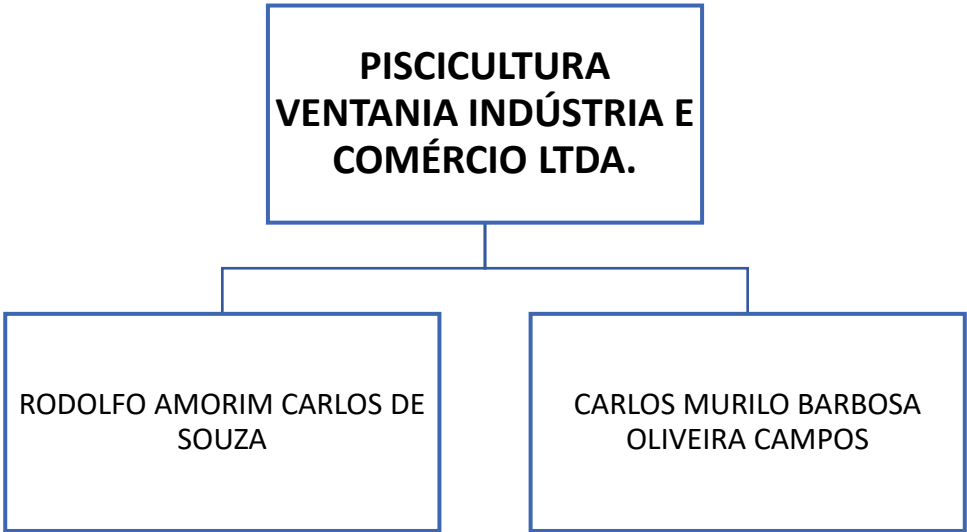 PISCICULTURA
VENTANIA INDÚSTRIA E
COMÉRCIO LTDA.
RODOLFO AMORIM CARLOS DE
SOUZA
CARLOS MURILO BARBOSA
OLIVEIRA CAMPOS